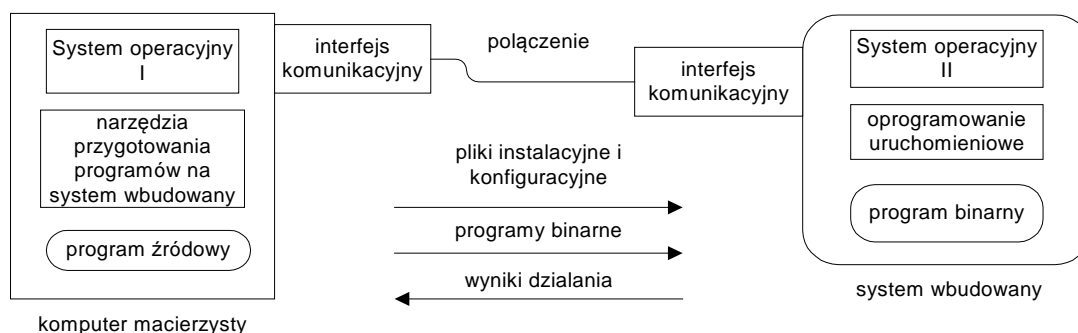 System operacyjny
I
narzędzia
przygotowania
programów na
system wbudowany
program źródowy
komputer macierzysty
interfejs
komunikacyjny
polączenie
interfejs
komunikacyjny
pliki instalacyjne i
konfiguracyjne
programy binarne
wyniki dzialania
System operacyjny
II
oprogramowanie
uruchomieniowe
program binarny
system wbudowany